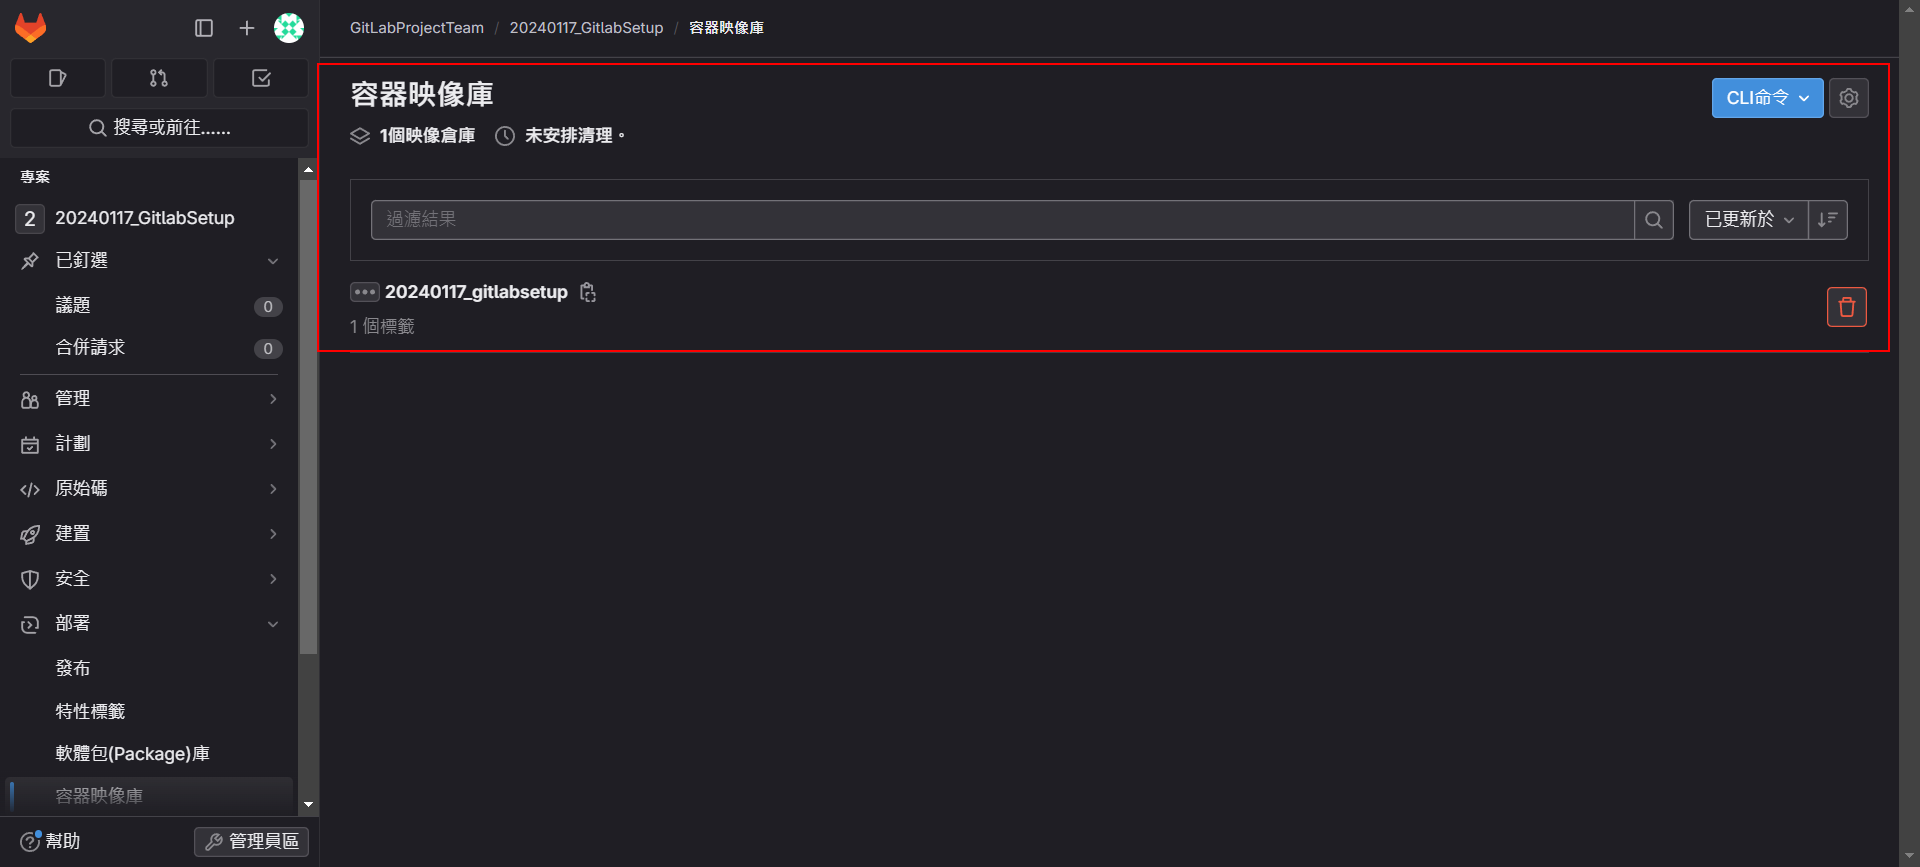 GitLabProjectTeam / 20240117_GitlabSetup / 容器映像庫
搜尋或前往......
專案
2 20240117_GitlabSetup
已釘選
議題 0
合併請求 0
管理
計劃
原始碼
建置
安全
部署
發布
特性標籤
軟體包(Package)庫
容器映像庫
幫助
管理員區
容器映像庫
CLI命令
1個映像倉庫 未安排清理。
過濾結果
已更新於
20240117_gitlabsetup
1 個標籤